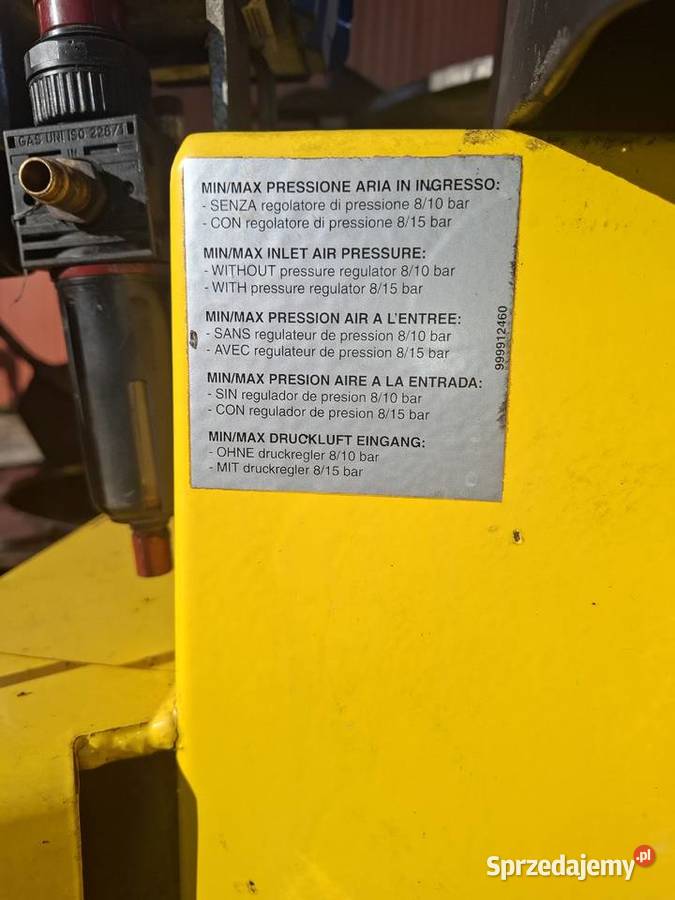 GAS UNI ISO 228/1
IN
MIN/MAX PRESSIONE ARIA IN INGRESSO:
- SENZA regolatore di pressione 8/10 bar
- CON regolatore di pressione 8/15 bar
MIN/MAX INLET AIR PRESSURE:
- WITHOUT pressure regulator 8/10 bar
- WITH pressure regulator 8/15 bar
MIN/MAX PRESSION AIR A L'ENTREE:
- SANS regulateur de pression 8/10 bar
- AVEC regulateur de pression 8/15 bar
MIN/MAX PRESION AIRE A LA ENTRADA:
- SIN regulador de presion 8/10 bar
- CON regulador de presion 8/15 bar
MIN/MAX DRUCKLUFT EINGANG:
- OHNE druckregler 8/10 bar
- MIT druckregler 8/15 bar
999912460
Sprzedajemy.pl